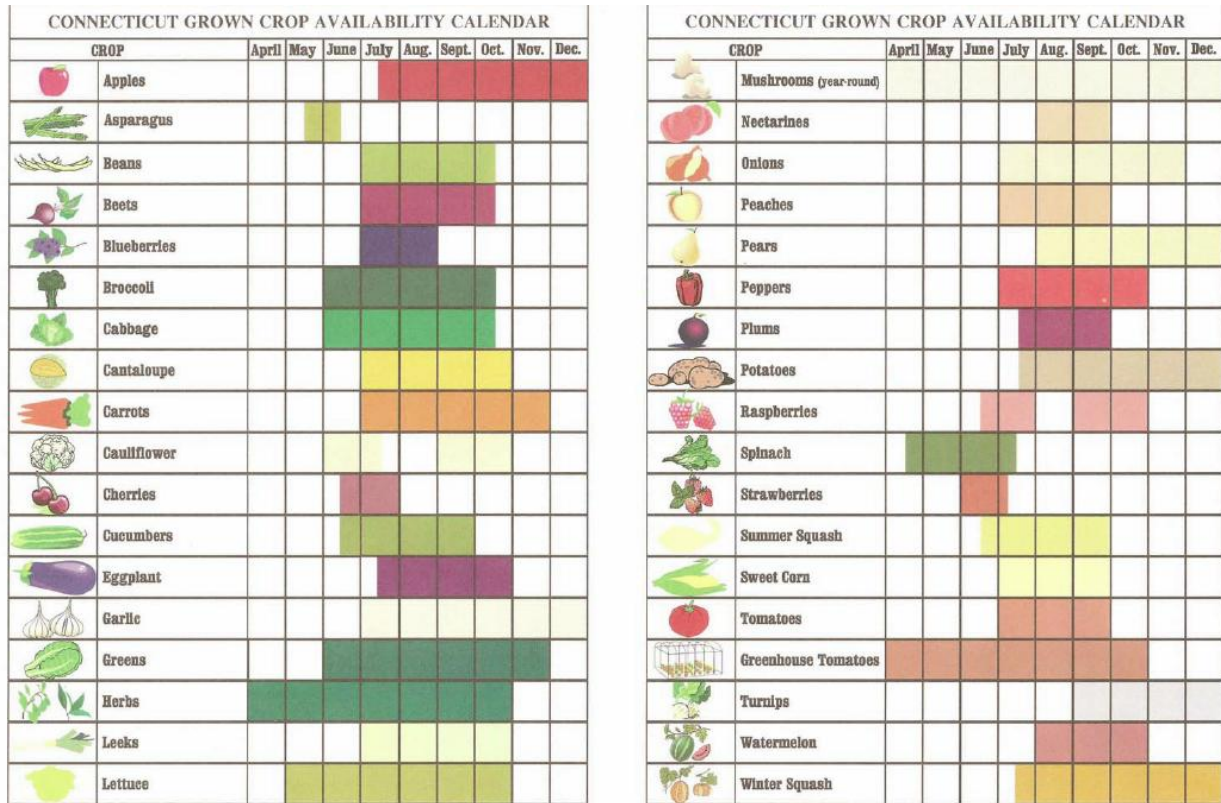 CONNECTICUT GROWN CROP AVAILABILITY CALENDAR
CROP April May June July Aug. Sept. Oct. Nov. Dec.
Apples
Asparagus
Beans
Beets
Blueberries
Broccoli
Cabbage
Cantaloupe
Carrots
Cauliflower
Cherries
Cucumbers
Eggplant
Garlic
Greens
Herbs
Leeks
Lettuce
CONNECTICUT GROWN CROP AVAILABILITY CALENDAR
CROP April May June July Aug. Sept. Oct. Nov. Dec.
Mushrooms (year-round)
Nectarines
Onions
Peaches
Pears
Peppers
Plums
Potatoes
Raspberries
Spinach
Strawberries
Summer Squash
Sweet Corn
Tomatoes
Greenhouse Tomatoes
Turnips
Watermelon
Winter Squash